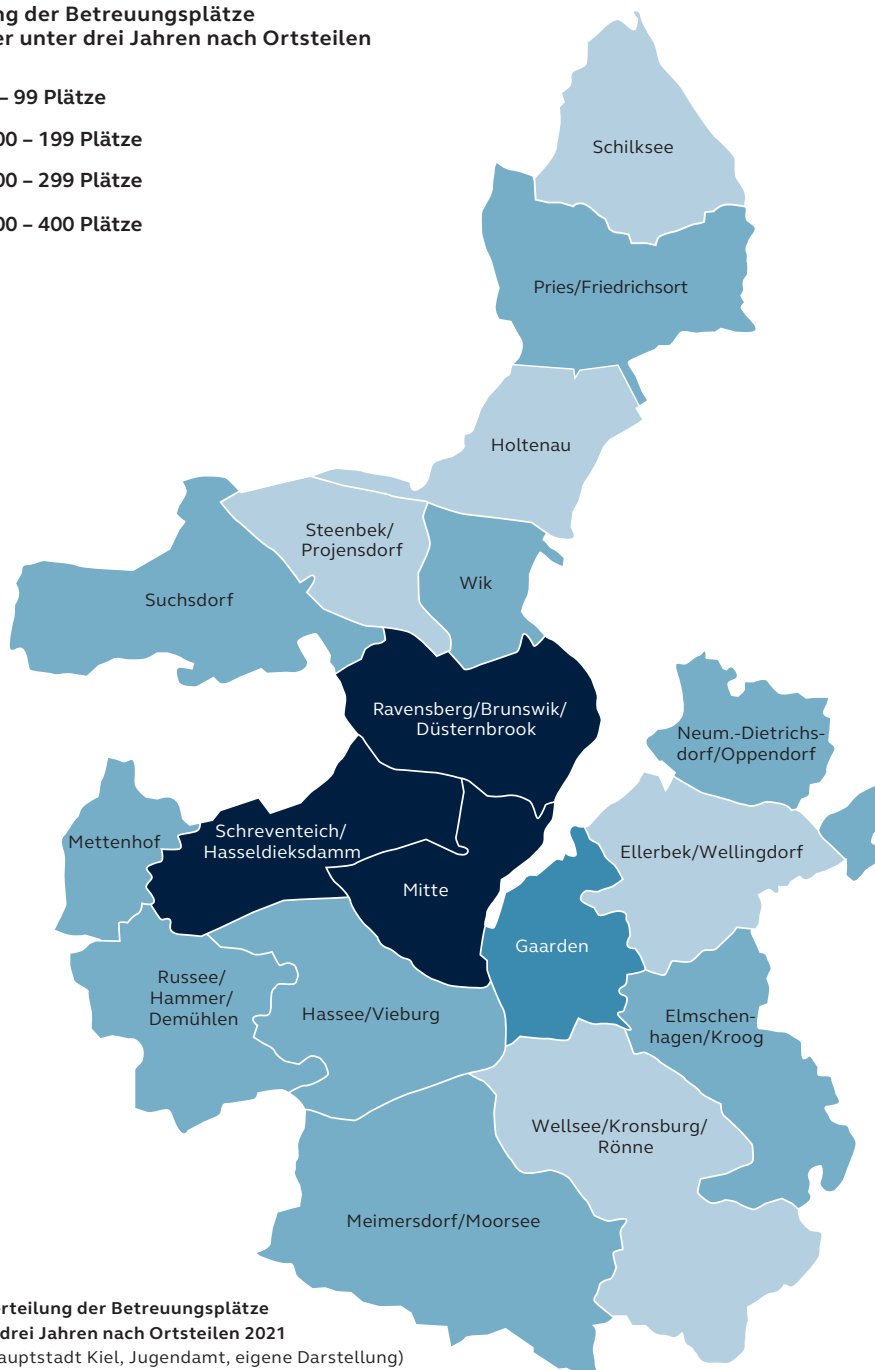 ng der Betreuungsplätze
er unter drei Jahren nach Ortsteilen
– 99 Plätze
00 – 199 Plätze
00 – 299 Plätze
00 – 400 Plätze
Schilksee
Pries/Friedrichsort
Holtenau
Steenbek/
Projensdorf
Wik
Suchsdorf
Ravensberg/Brunswik/
Düsternbrook
Neum.-Dietrichs-
dorf/Oppendorf
Schreventeich/
Hasseldieksdamm
Mettenhof
Ellerbek/Wellingdorf
Mitte
Gaarden
Russee/
Hammer/
Demühlen
Hassee/Vieburg
Elmschen-
hagen/Kroog
Wellsee/Kronsburg/
Rönne
Meimersdorf/Moorsee
erteilung der Betreuungsplätze
drei Jahren nach Ortsteilen 2021
auptstadt Kiel, Jugendamt, eigene Darstellung)